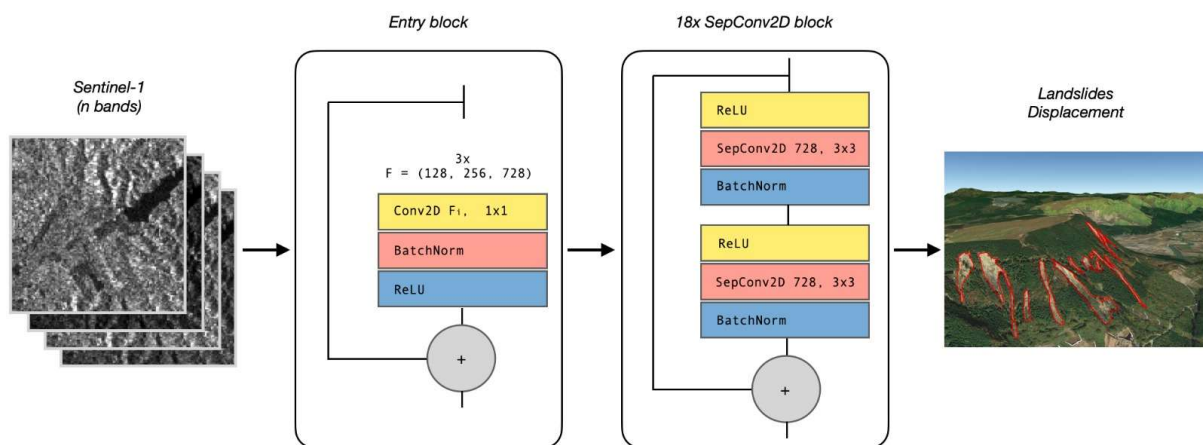 Entry block
18x SepConv2D block
Sentinel-1
(n bands)
Landslides
Displacement
3x
F = (128, 256, 728)
Conv2D F₁, 1x1
BatchNorm
ReLU
+
ReLU
SepConv2D 728, 3x3
BatchNorm
ReLU
SepConv2D 728, 3x3
BatchNorm
+